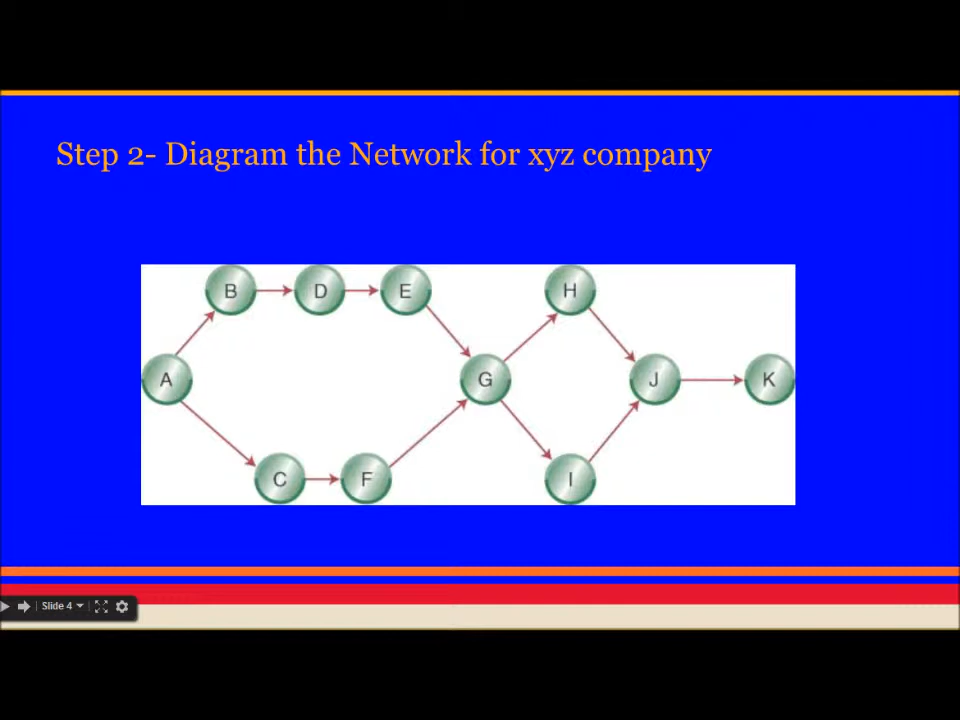 Step 2- Diagram the Network for xyz company
B D E H
A G J K
C F I
Slide 4